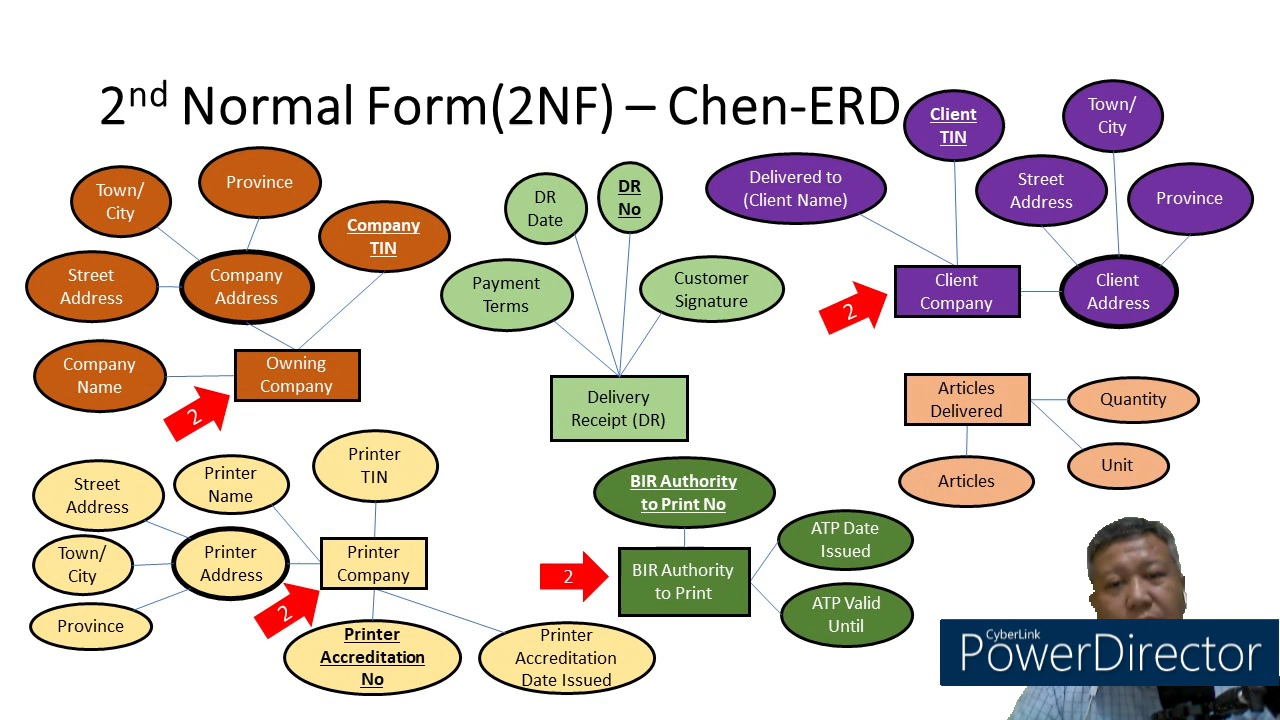 2nd Normal Form(2NF) – Chen-ERD
Town/
City
Province
Company
TIN
Street
Address
Company
Address
Company
Name
Owning
Company
2
DR
Date
DR
No
Payment
Terms
Customer
Signature
Delivery
Receipt (DR)
Delivered to
(Client Name)
Client
TIN
Town/
City
Street
Address
Province
Client
Company
Client
Address
2
Articles
Delivered
Quantity
Unit
Articles
Street
Address
Printer
Name
Printer
TIN
Town/
City
Printer
Address
Printer
Company
Province
2
Printer
Accreditation
No
Printer
Accreditation
Date Issued
BIR Authority
to Print No
2
BIR Authority
to Print
ATP Date
Issued
ATP Valid
Until
CyberLink
PowerDirector